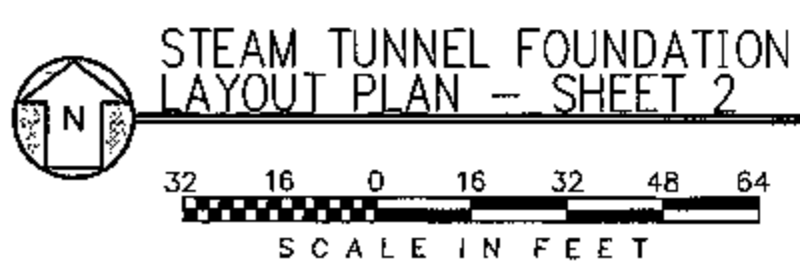 STEAM TUNNEL FOUNDATION
LAYOUT PLAN - SHEET 2
N
32 16 0 16 32 48 64
SCALE IN FEET